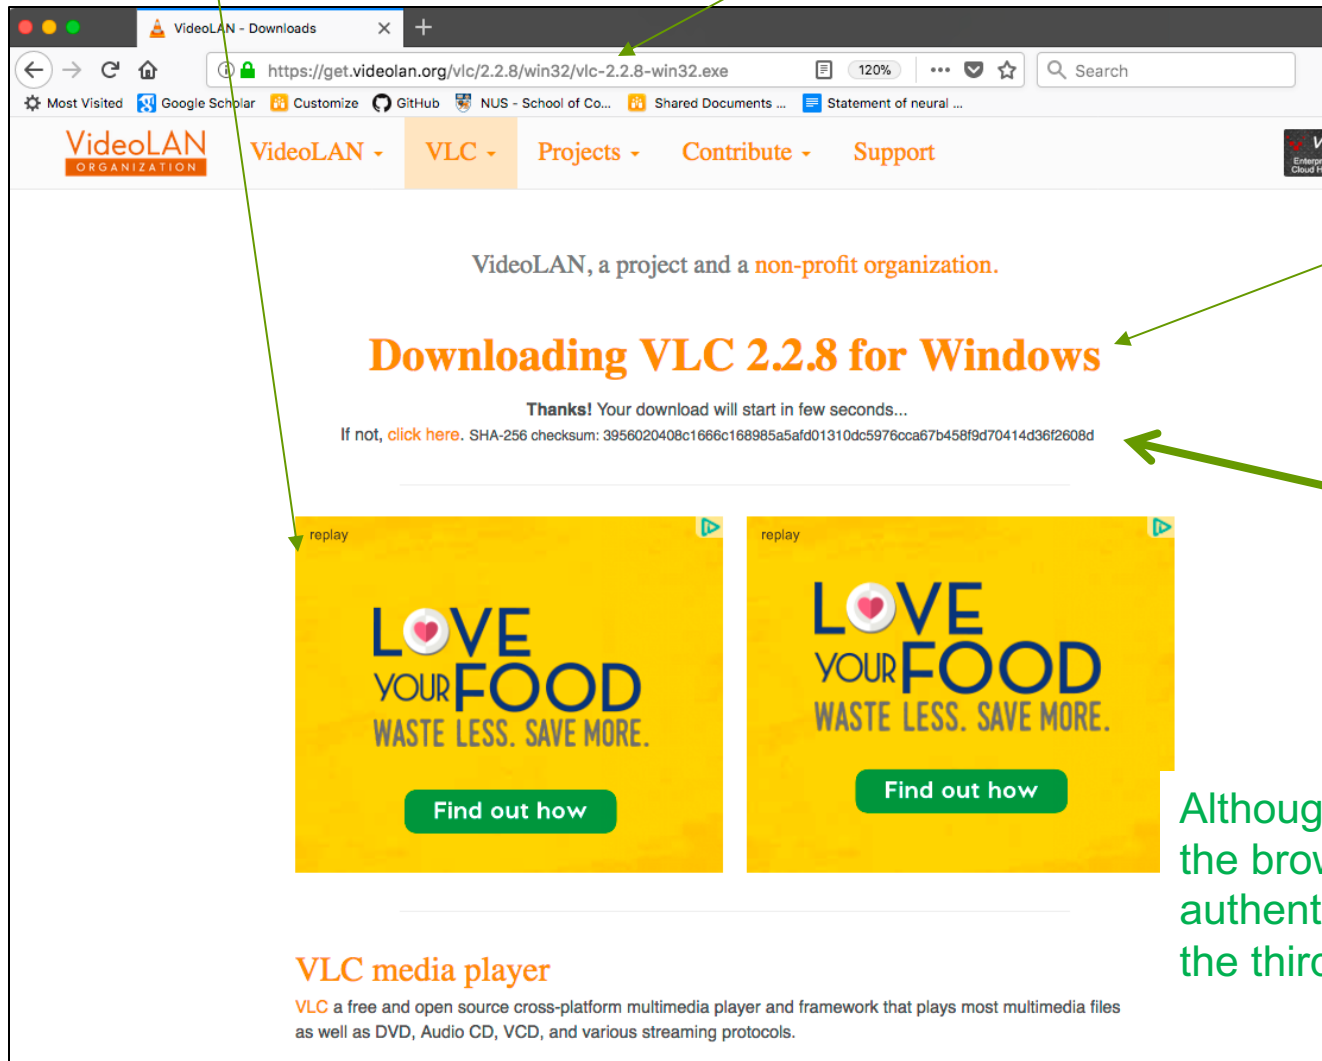 VideoLAN - Downloads
https://get.videolan.org/vlc/2.2.8/win32/vlc-2.2.8-win32.exe 120% Search
Most Visited Google Scholar Customize GitHub NUS - School of Co... Shared Documents ... Statement of neural ...
VideoLAN
ORGANIZATION
VideoLAN VLC Projects Contribute Support
VideoLAN, a project and a non-profit organization.
Downloading VLC 2.2.8 for Windows
Thanks! Your download will start in few seconds...
If not, click here. SHA-256 checksum: 3956020408c1666c168985a5afd01310dc5976cca67b458f9d70414d36f2608d
replay
LOVE
YOUR FOOD
WASTE LESS. SAVE MORE.
Find out how
replay
LOVE
YOUR FOOD
WASTE LESS. SAVE MORE.
Find out how
Althoug
the brow
authent
the third
VLC media player
VLC a free and open source cross-platform multimedia player and framework that plays most multimedia files
as well as DVD, Audio CD, VCD, and various streaming protocols.